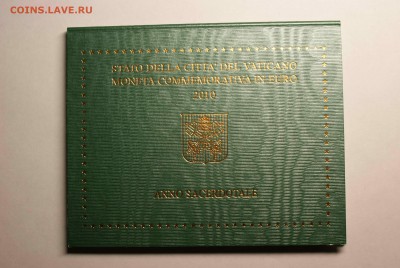 COINS.LAVE.RU
STATO DELLA CITTA' DEL VATICANO
MONETA COMMEMORATIVA IN EURO
2010
ANNO SACERDOTALE